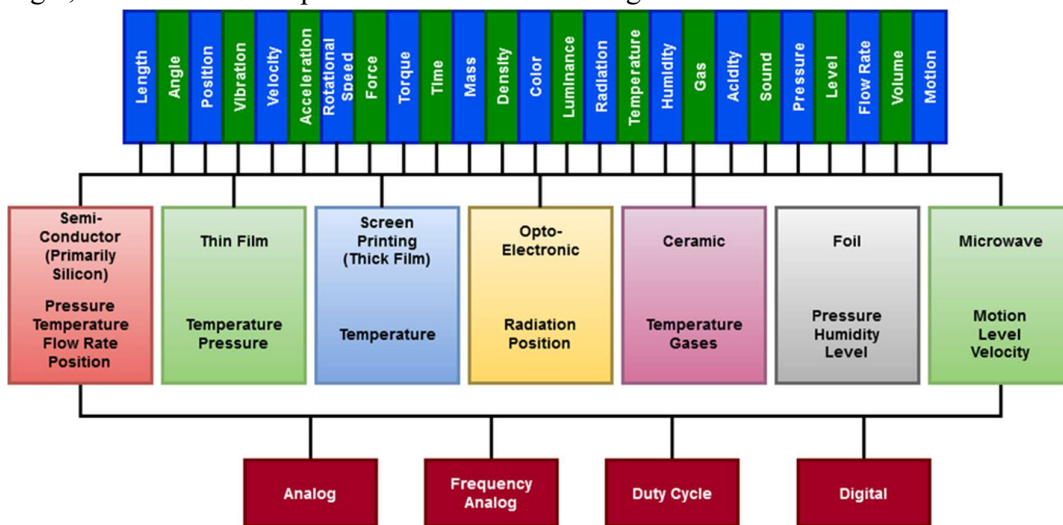 Length
Angle
Position
Vibration
Velocity
Acceleration
Rotational
Speed
Force
Torque
Time
Mass
Density
Color
Luminance
Radiation
Temperature
Humidity
Gas
Acidity
Sound
Pressure
Level
Flow Rate
Volume
Motion
Semi-
Conductor
(Primarily
Silicon)
Pressure
Temperature
Flow Rate
Position
Thin Film
Temperature
Pressure
Screen
Printing
(Thick Film)
Temperature
Opto-
Electronic
Radiation
Position
Ceramic
Temperature
Gases
Foil
Pressure
Humidity
Level
Microwave
Motion
Level
Velocity
Analog
Frequency
Analog
Duty Cycle
Digital